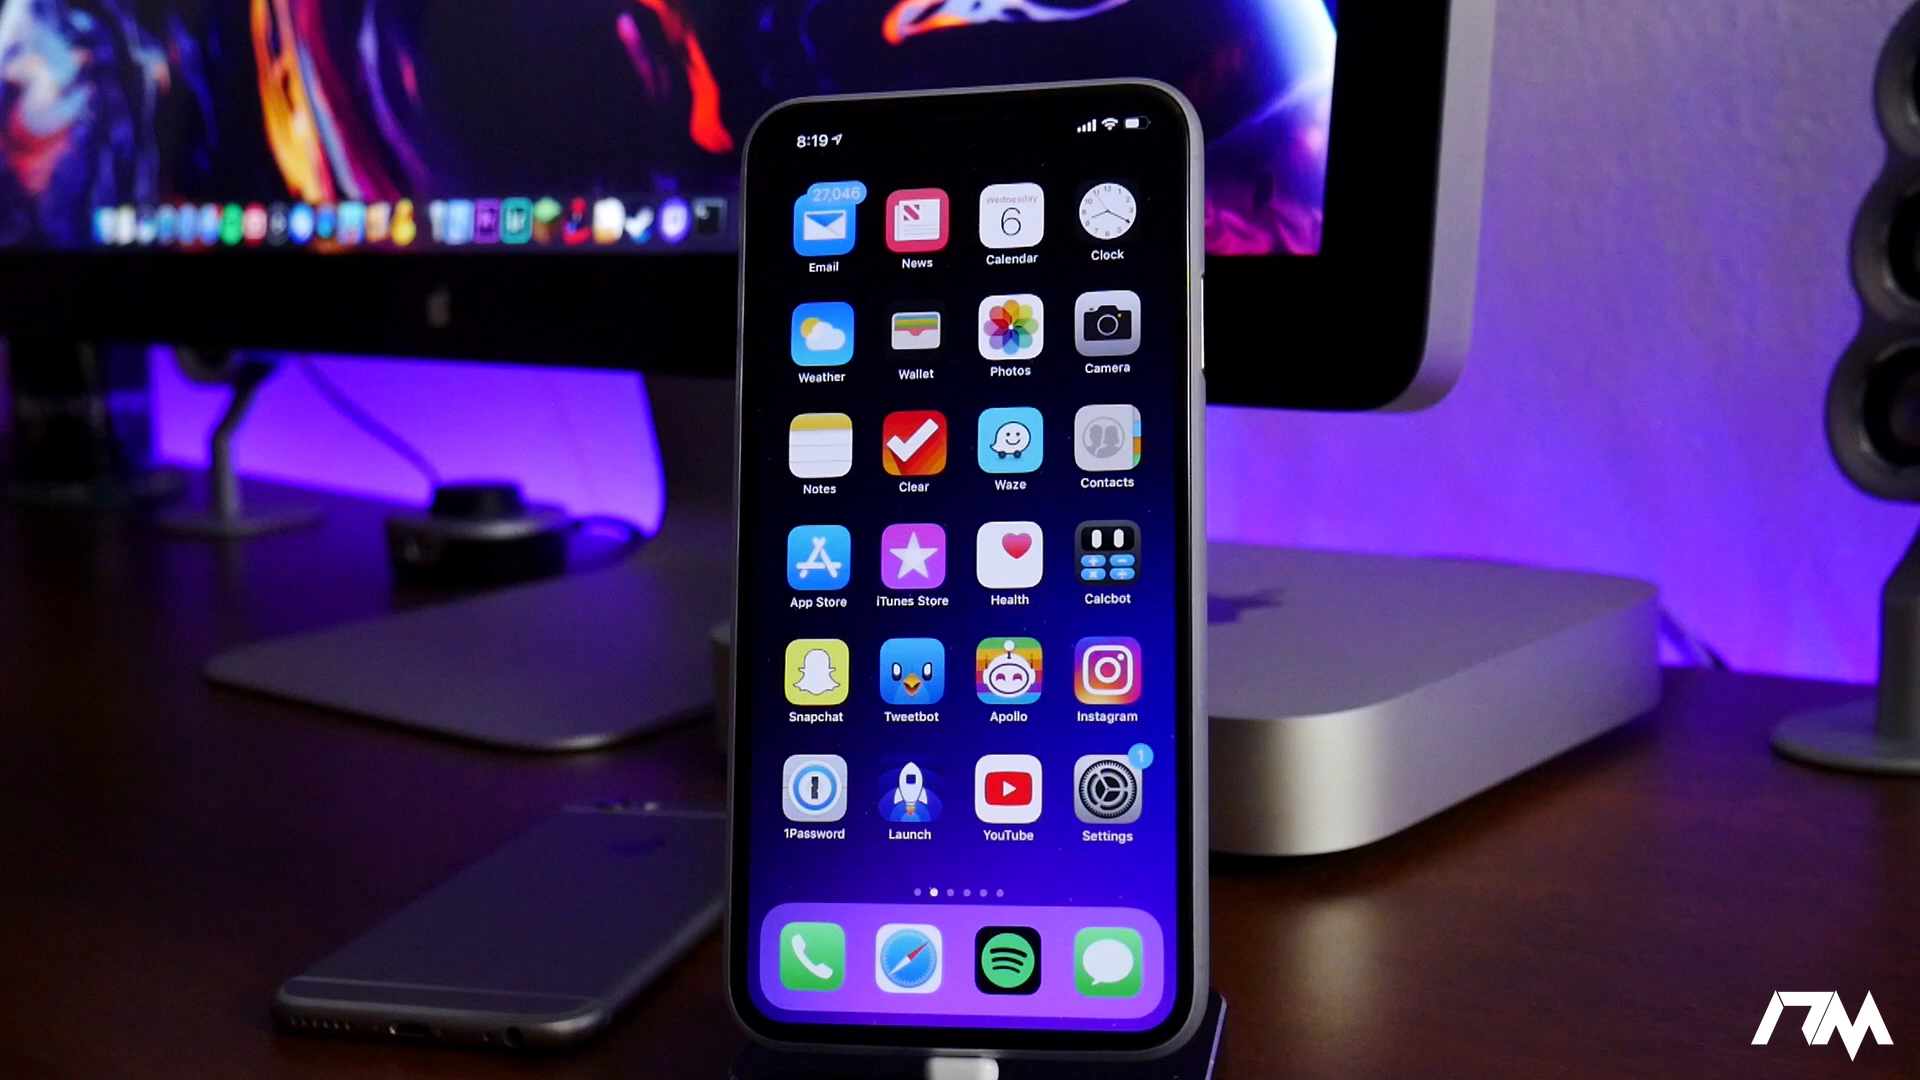 8:19
27,046
Wednesday
6
Email
News
Calendar
Clock
Weather
Wallet
Photos
Camera
Notes
Clear
Waze
Contacts
App Store
iTunes Store
Health
Calcbot
Snapchat
Tweetbot
Apollo
Instagram
1
1Password
Launch
YouTube
Settings